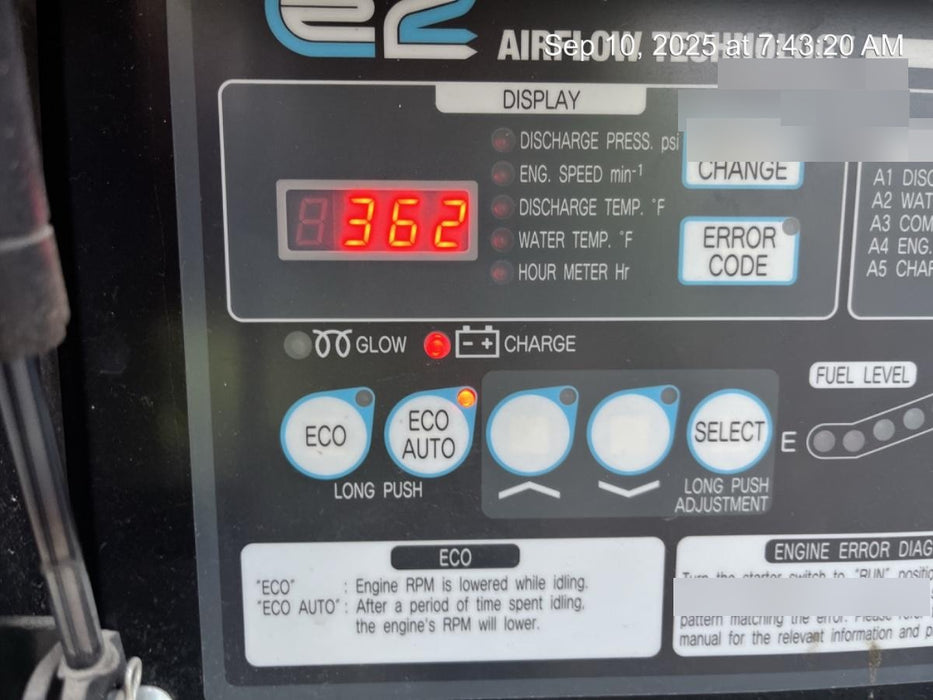 e2
AIRFLOW
Sep 10, 2025 at 7:43:20 AM
DISPLAY
362
DISCHARGE PRESS. psi
ENG. SPEED min-¹
DISCHARGE TEMP. °F
WATER TEMP. °F
HOUR METER Hr
CHANGE
ERROR
CODE
A1 DISC
A2 WAT
A3 COM
A4 ENG.
A5 CHAR
GLOW
- + CHARGE
FUEL LEVEL
ECO
ECO
AUTO
SELECT
E
LONG PUSH
LONG PUSH
ADJUSTMENT
ECO
"ECO" : Engine RPM is lowered while idling.
"ECO AUTO" : After a period of time spent idling,
the engine's RPM will lower.
ENGINE ERROR DIAG
Turn the starter switch to "RUN" positio
pattern matching the error. Please
manual for the relevant information and p